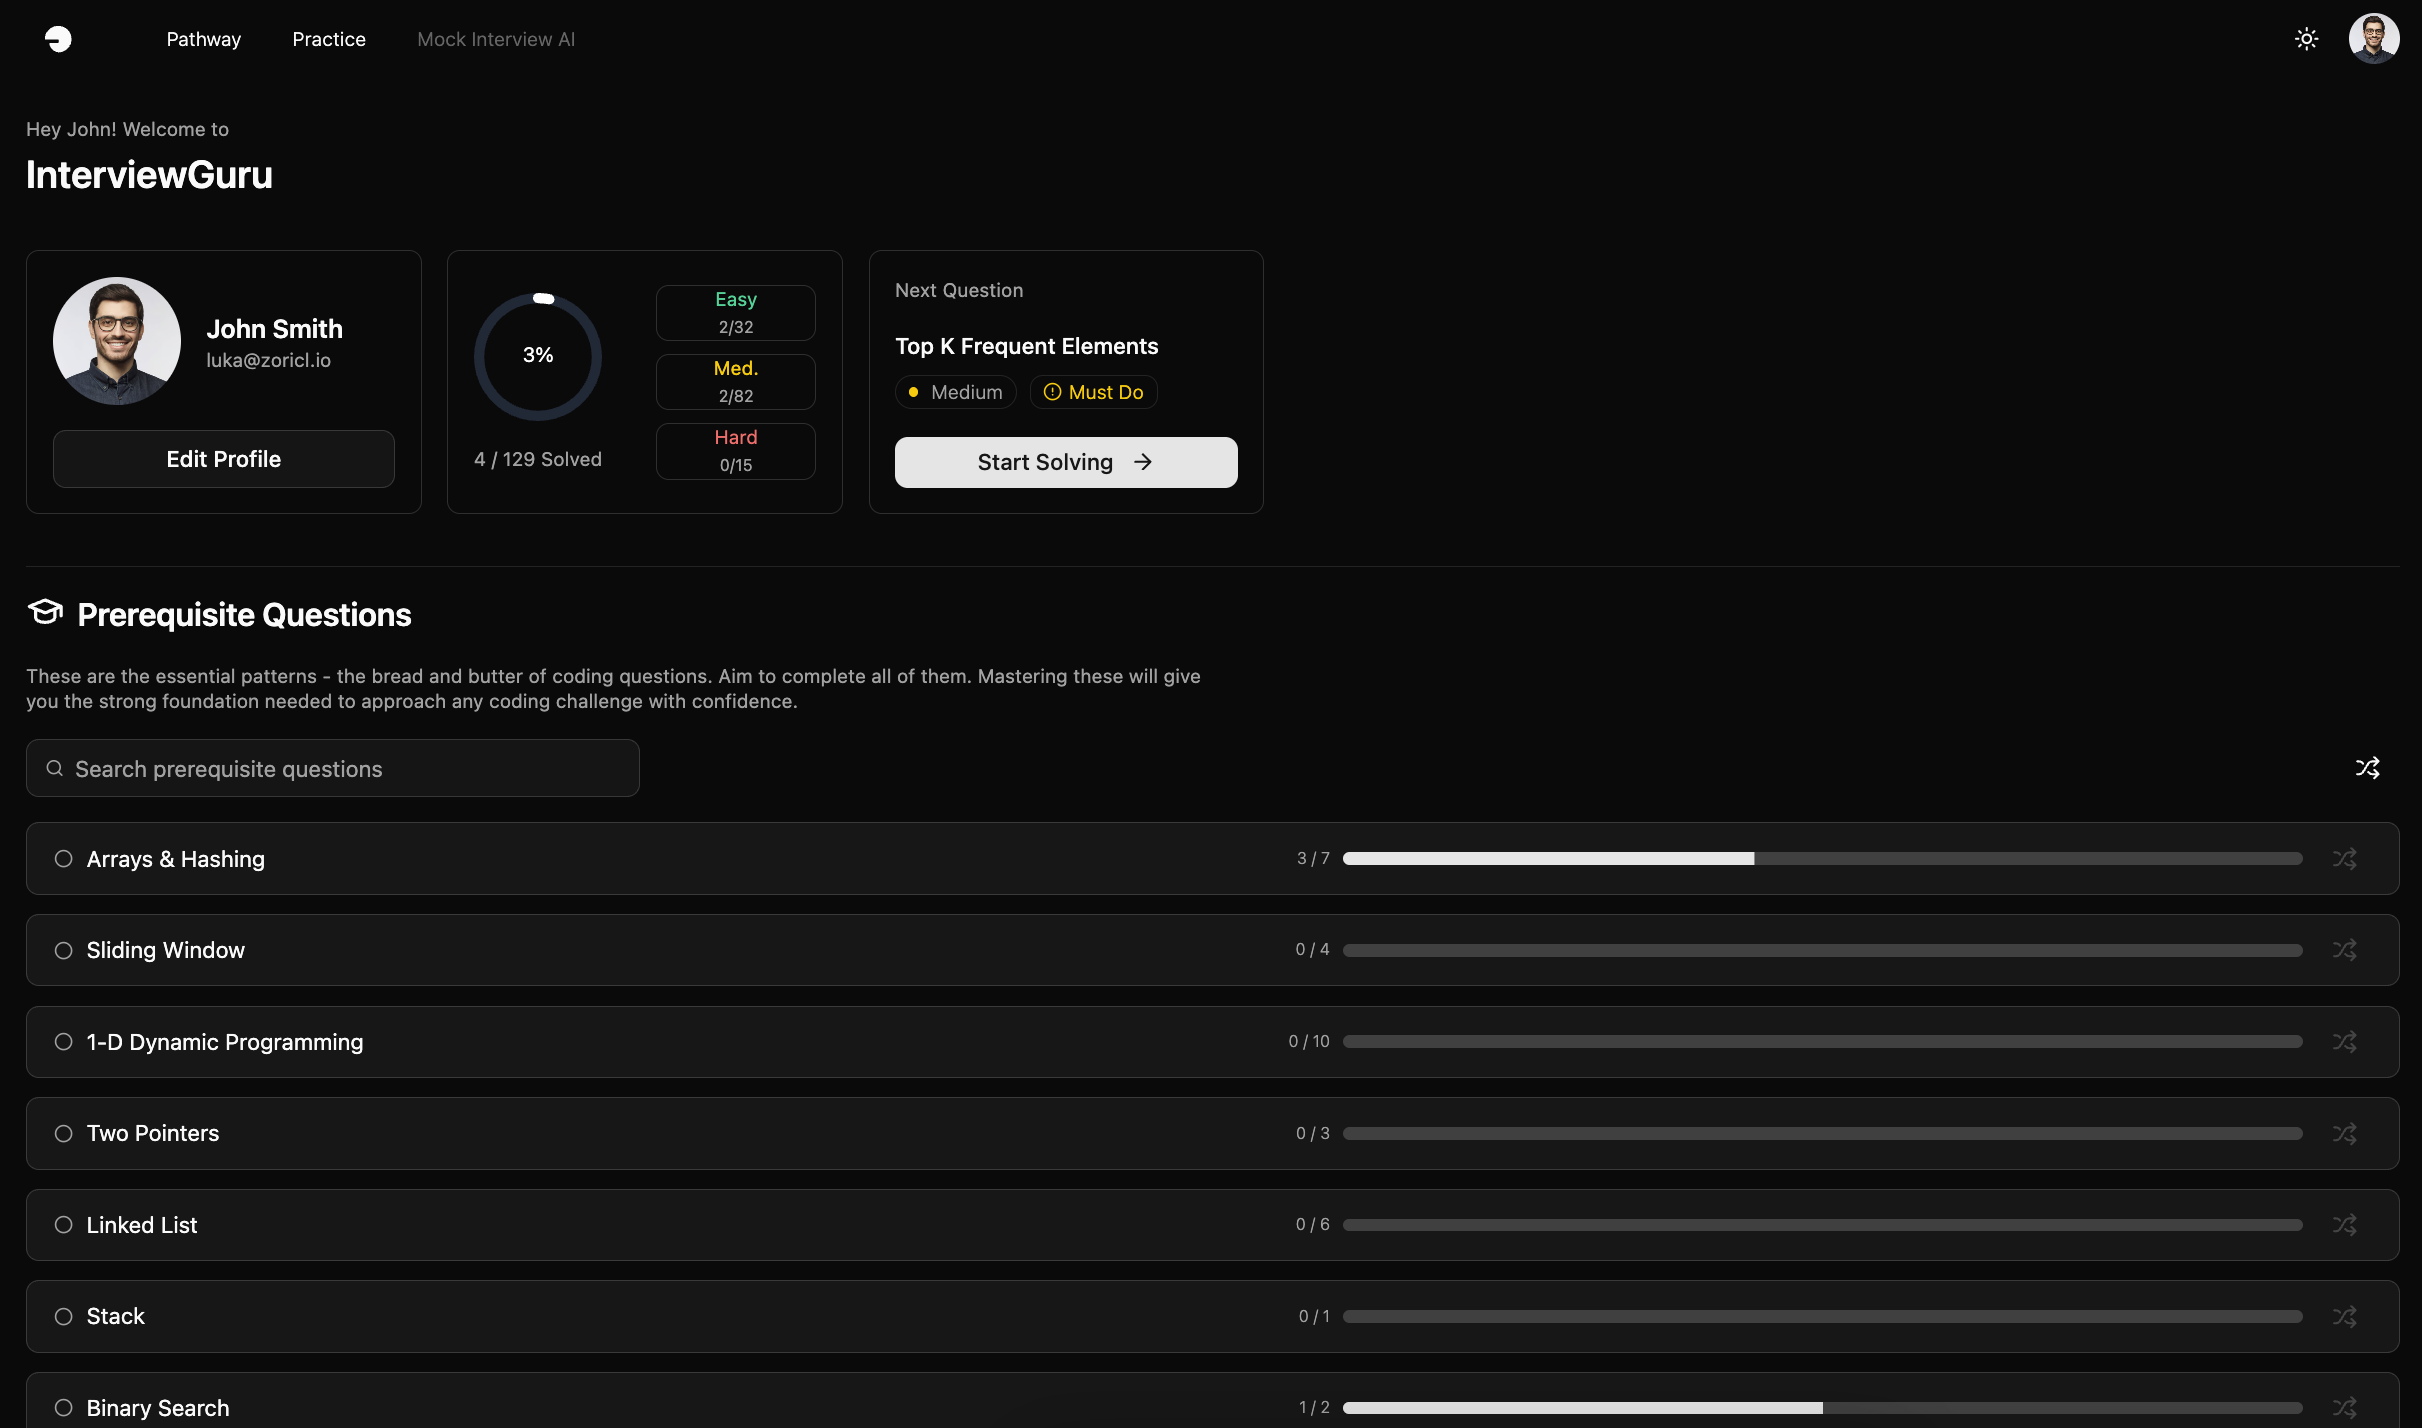 Pathway
Practice
Mock Interview AI
Hey John! Welcome to
InterviewGuru
John Smith
luka@zoricl.io
Edit Profile
3%
4 / 129 Solved
Easy
2/32
Med.
2/82
Hard
0/15
Next Question
Top K Frequent Elements
Medium
Must Do
Start Solving
Prerequisite Questions
These are the essential patterns - the bread and butter of coding questions. Aim to complete all of them. Mastering these will give
you the strong foundation needed to approach any coding challenge with confidence.
Search prerequisite questions
Arrays & Hashing
3 / 7
Sliding Window
0 / 4
1-D Dynamic Programming
0 / 10
Two Pointers
0 / 3
Linked List
0 / 6
Stack
0 / 1
Binary Search
1 / 2